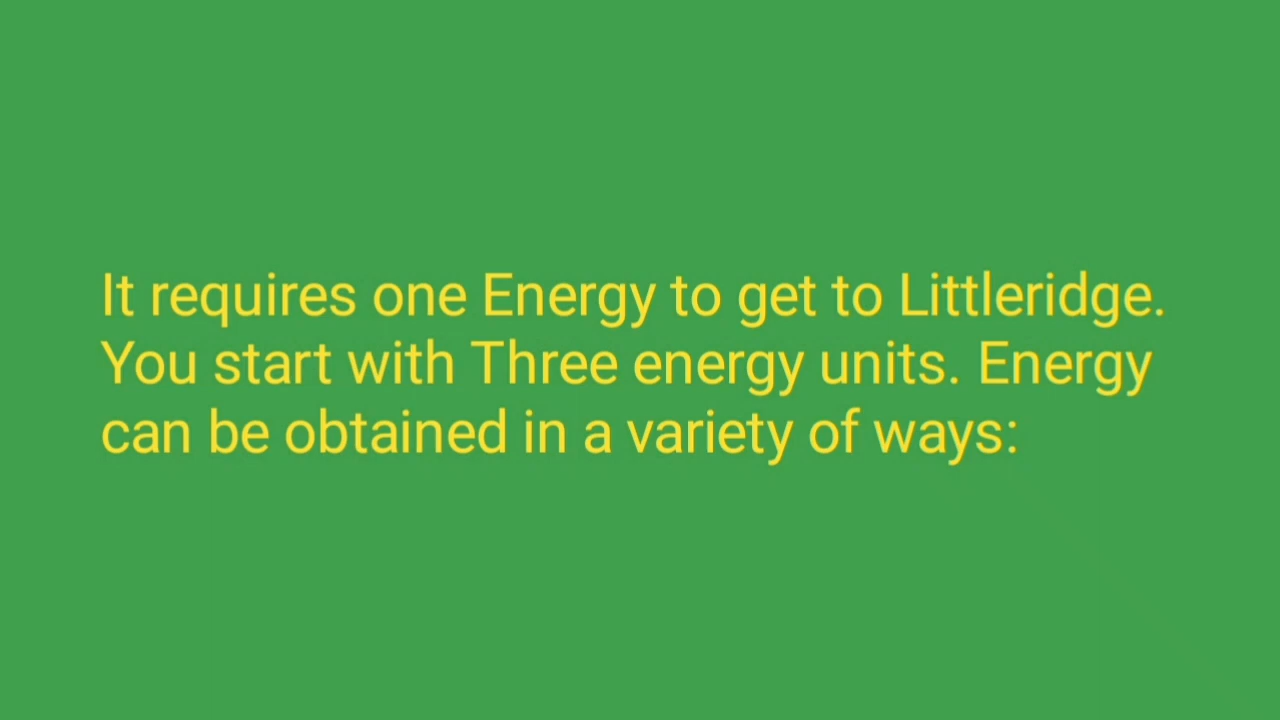 It requires one Energy to get to Littleridge.
You start with Three energy units. Energy
can be obtained in a variety of ways: